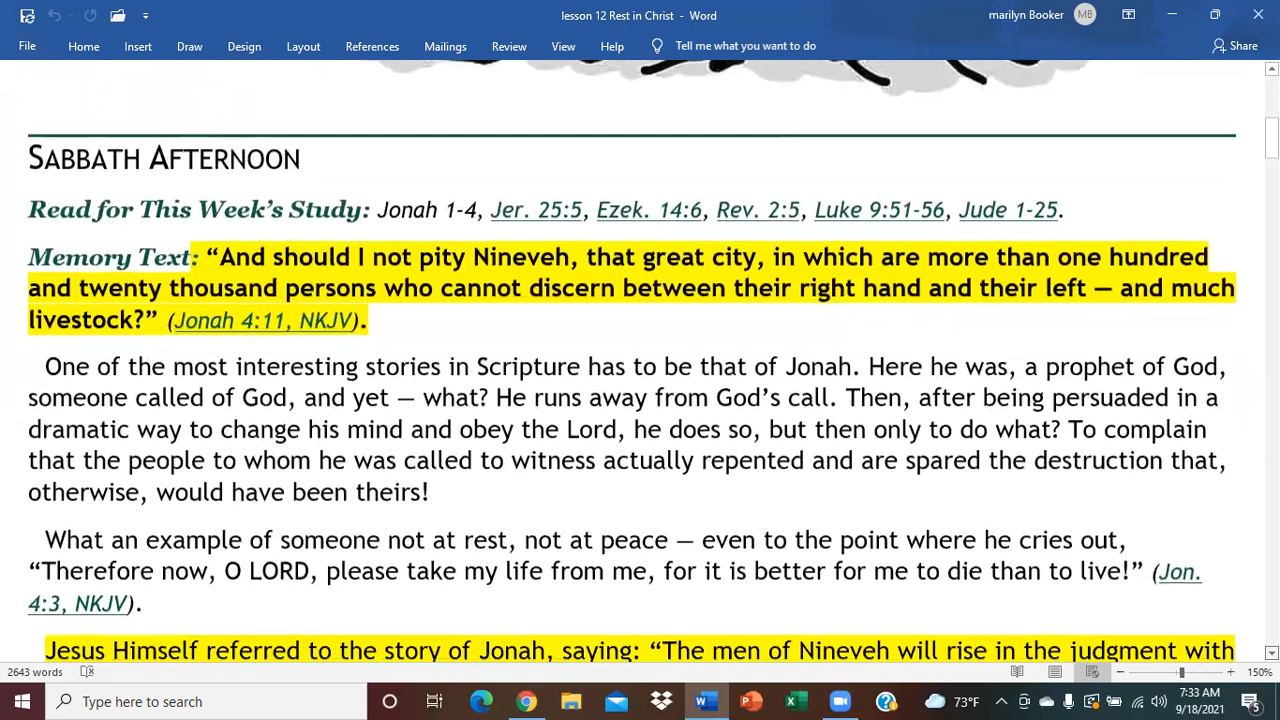 lesson 12 Rest in Christ - Word
marilyn Booker MB
File Home Insert Draw Design Layout References Mailings Review View Help Tell me what you want to do Share
SABBATH AFTERNOON
Read for This Week's Study: Jonah 1-4, Jer. 25:5, Ezek. 14:6, Rev. 2:5, Luke 9:51-56, Jude 1-25.
Memory Text: “And should I not pity Nineveh, that great city, in which are more than one hundred
and twenty thousand persons who cannot discern between their right hand and their left — and much
livestock?” (Jonah 4:11, NKJV).
One of the most interesting stories in Scripture has to be that of Jonah. Here he was, a prophet of God,
someone called of God, and yet — what? He runs away from God’s call. Then, after being persuaded in a
dramatic way to change his mind and obey the Lord, he does so, but then only to do what? To complain
that the people to whom he was called to witness actually repented and are spared the destruction that,
otherwise, would have been theirs!
What an example of someone not at rest, not at peace — even to the point where he cries out,
“Therefore now, O LORD, please take my life from me, for it is better for me to die than to live!” (Jon.
4:3, NKJV).
Jesus Himself referred to the story of Jonah, saying: “The men of Nineveh will rise in the judgment with
2643 words 150%
Type here to search 73°F 7:33 AM
9/18/2021 5